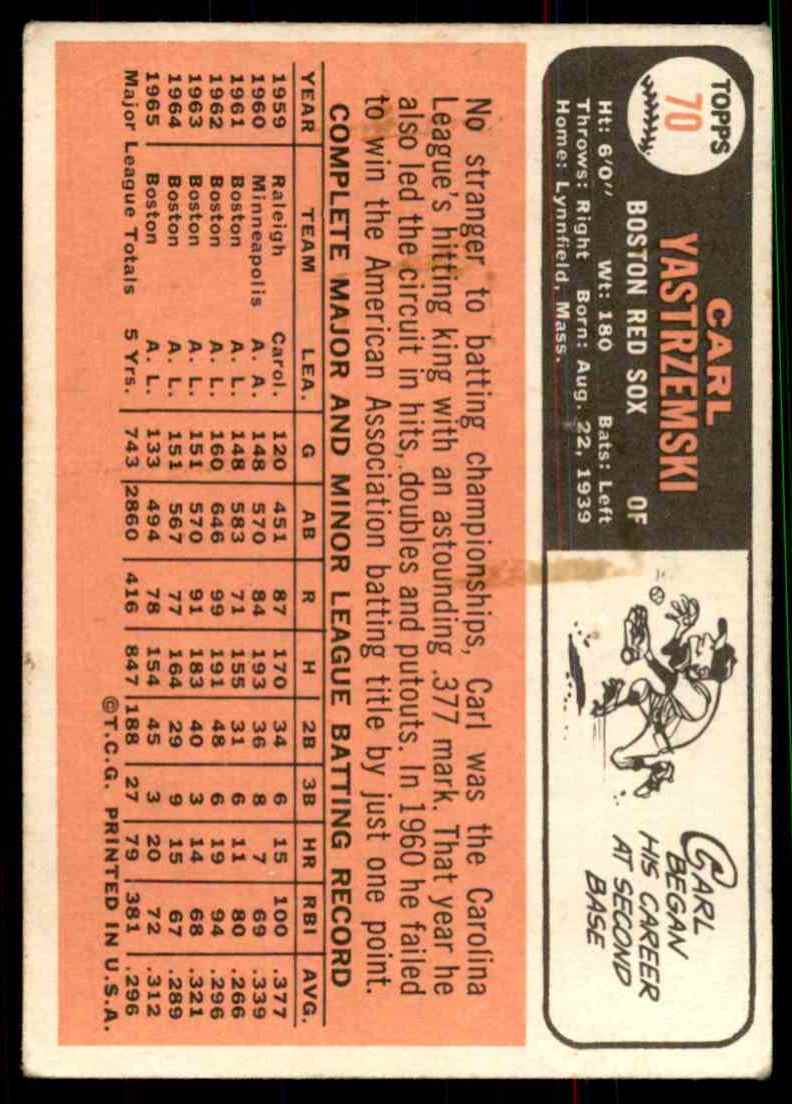 TOPPS
70
CARL
YASTRZEMSKI
OF
BOSTON RED SOX
Ht: 6'0" Wt: 180 Bats: Left
Throws: Right Born: Aug. 22, 1939
Home: Lynnfield, Mass.
CARL
BEGAN
HIS CAREER
AT SECOND
BASE
No stranger to batting championships, Carl was the Carolina
League's hitting king with an astounding .377 mark. That year he
also led the circuit in hits, doubles and putouts. In 1960 he failed
to win the American Association batting title by just one point.
COMPLETE MAJOR AND MINOR LEAGUE BATTING RECORD
YEAR TEAM LEA. G AB R H 2B 3B HR RBI AVG.
1959 Raleigh Carol. 120 451 87 170 34 6 15 100 .377
1960 Minneapolis A. A. 148 570 84 193 36 8 7 69 .339
1961 Boston A. L. 148 583 71 155 31 6 11 80 .266
1962 Boston A. L. 160 646 99 191 48 6 19 94 .296
1963 Boston A. L. 151 570 91 183 40 3 14 68 .321
1964 Boston A. L. 151 567 77 164 29 9 15 67 .289
1965 Boston A. L. 133 494 78 154 45 3 20 72 .312
Major League Totals 5 Yrs. 743 2860 416 847 188 27 79 381 .296
©T.C.G. PRINTED IN U.S.A.